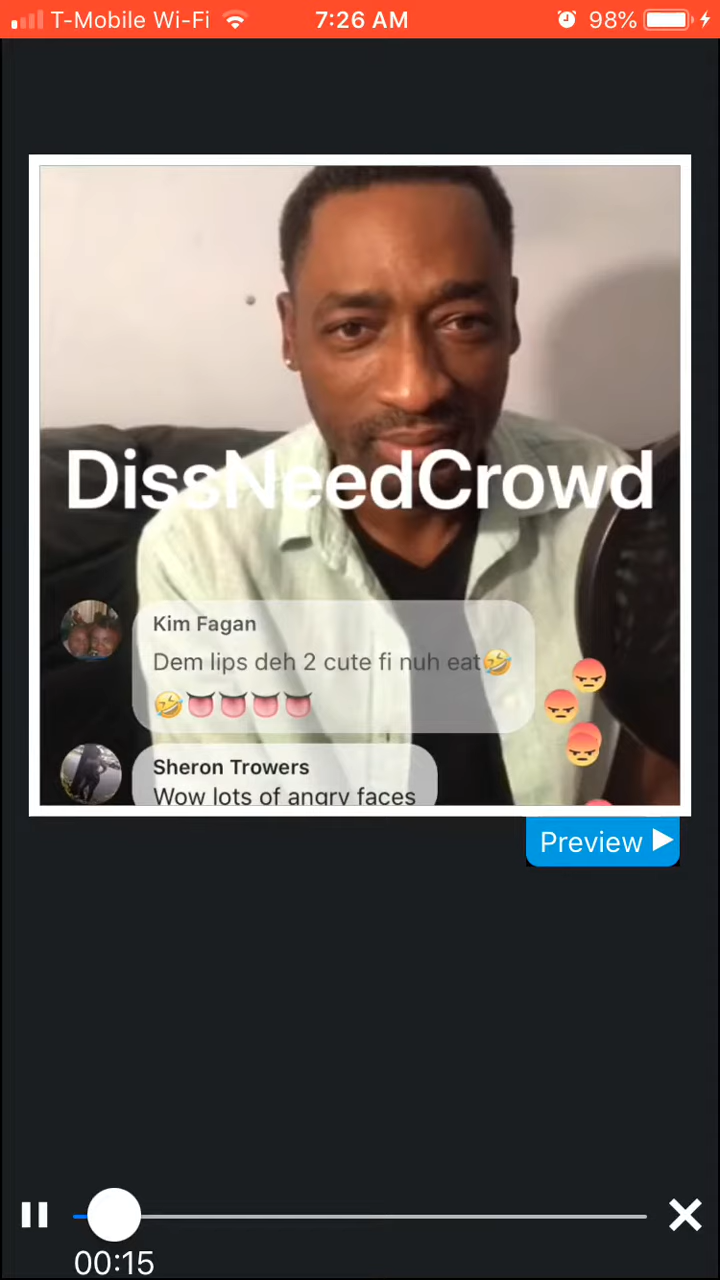 T-Mobile Wi-Fi 7:26 AM 98%
DissNeedCrowd
Kim Fagan
Dem lips deh 2 cute fi nuh eat🤣
🤣👅👅👅👅
Sheron Trowers
Wow lots of angry faces
Preview
00:15